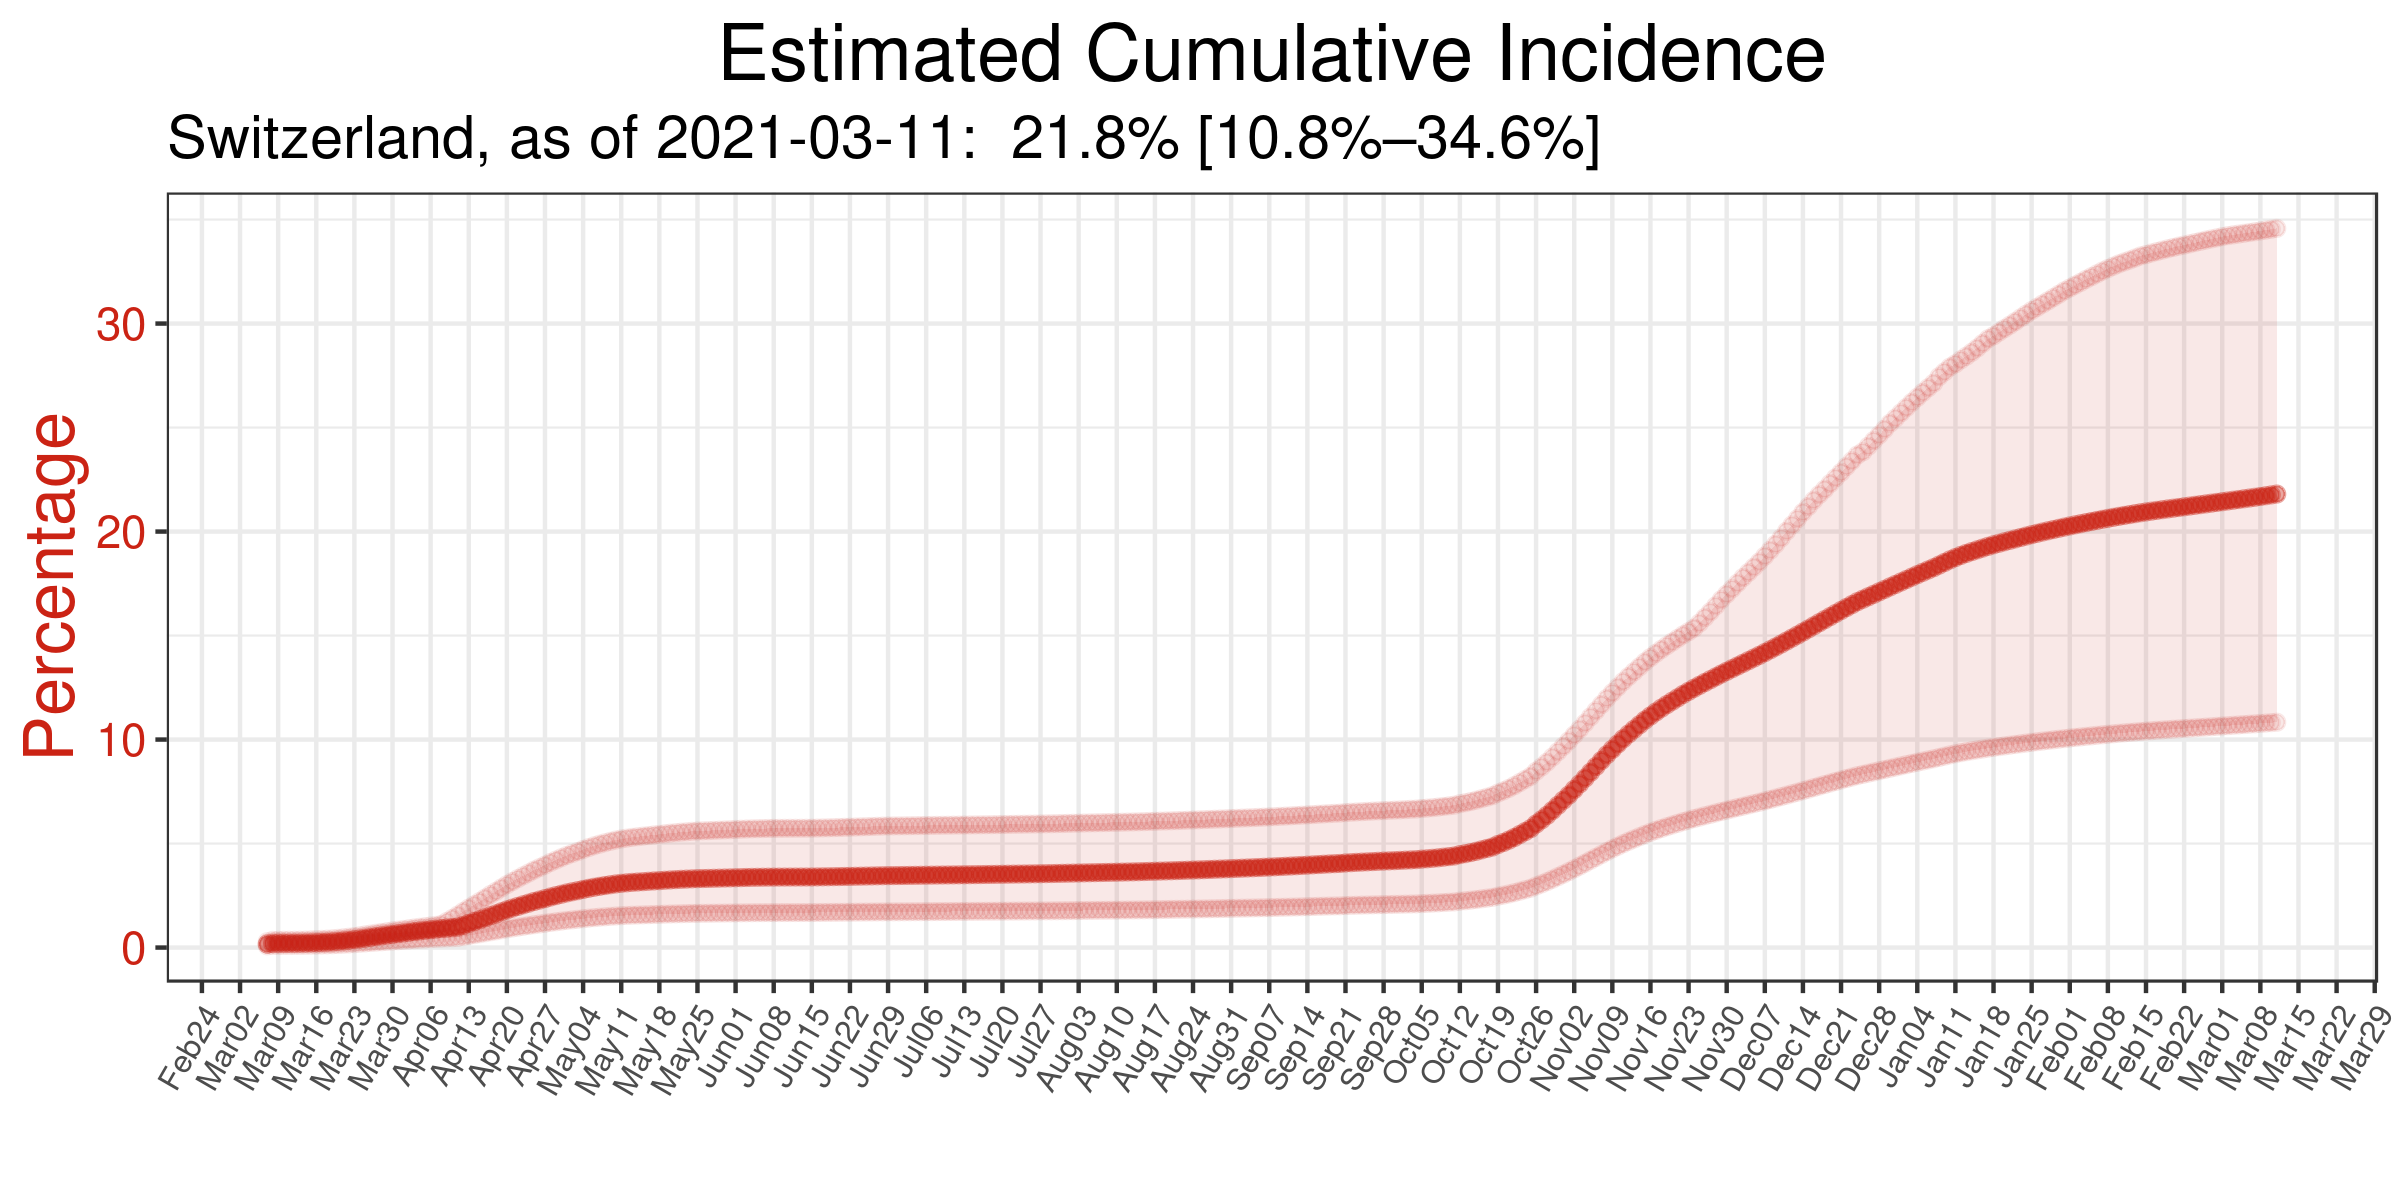 Estimated Cumulative Incidence
Switzerland, as of 2021-03-11: 21.8% [10.8%–34.6%]
Percentage
30
20
10
0
Feb24
Mar02
Mar09
Mar16
Mar23
Mar30
Apr06
Apr13
Apr20
Apr27
May04
May11
May18
May25
Jun01
Jun08
Jun15
Jun22
Jun29
Jul06
Jul13
Jul20
Jul27
Aug03
Aug10
Aug17
Aug24
Aug31
Sep07
Sep14
Sep21
Sep28
Oct05
Oct12
Oct19
Oct26
Nov02
Nov09
Nov16
Nov23
Nov30
Dec07
Dec14
Dec21
Dec28
Jan04
Jan11
Jan18
Jan25
Feb01
Feb08
Feb15
Feb22
Mar01
Mar08
Mar15
Mar22
Mar29